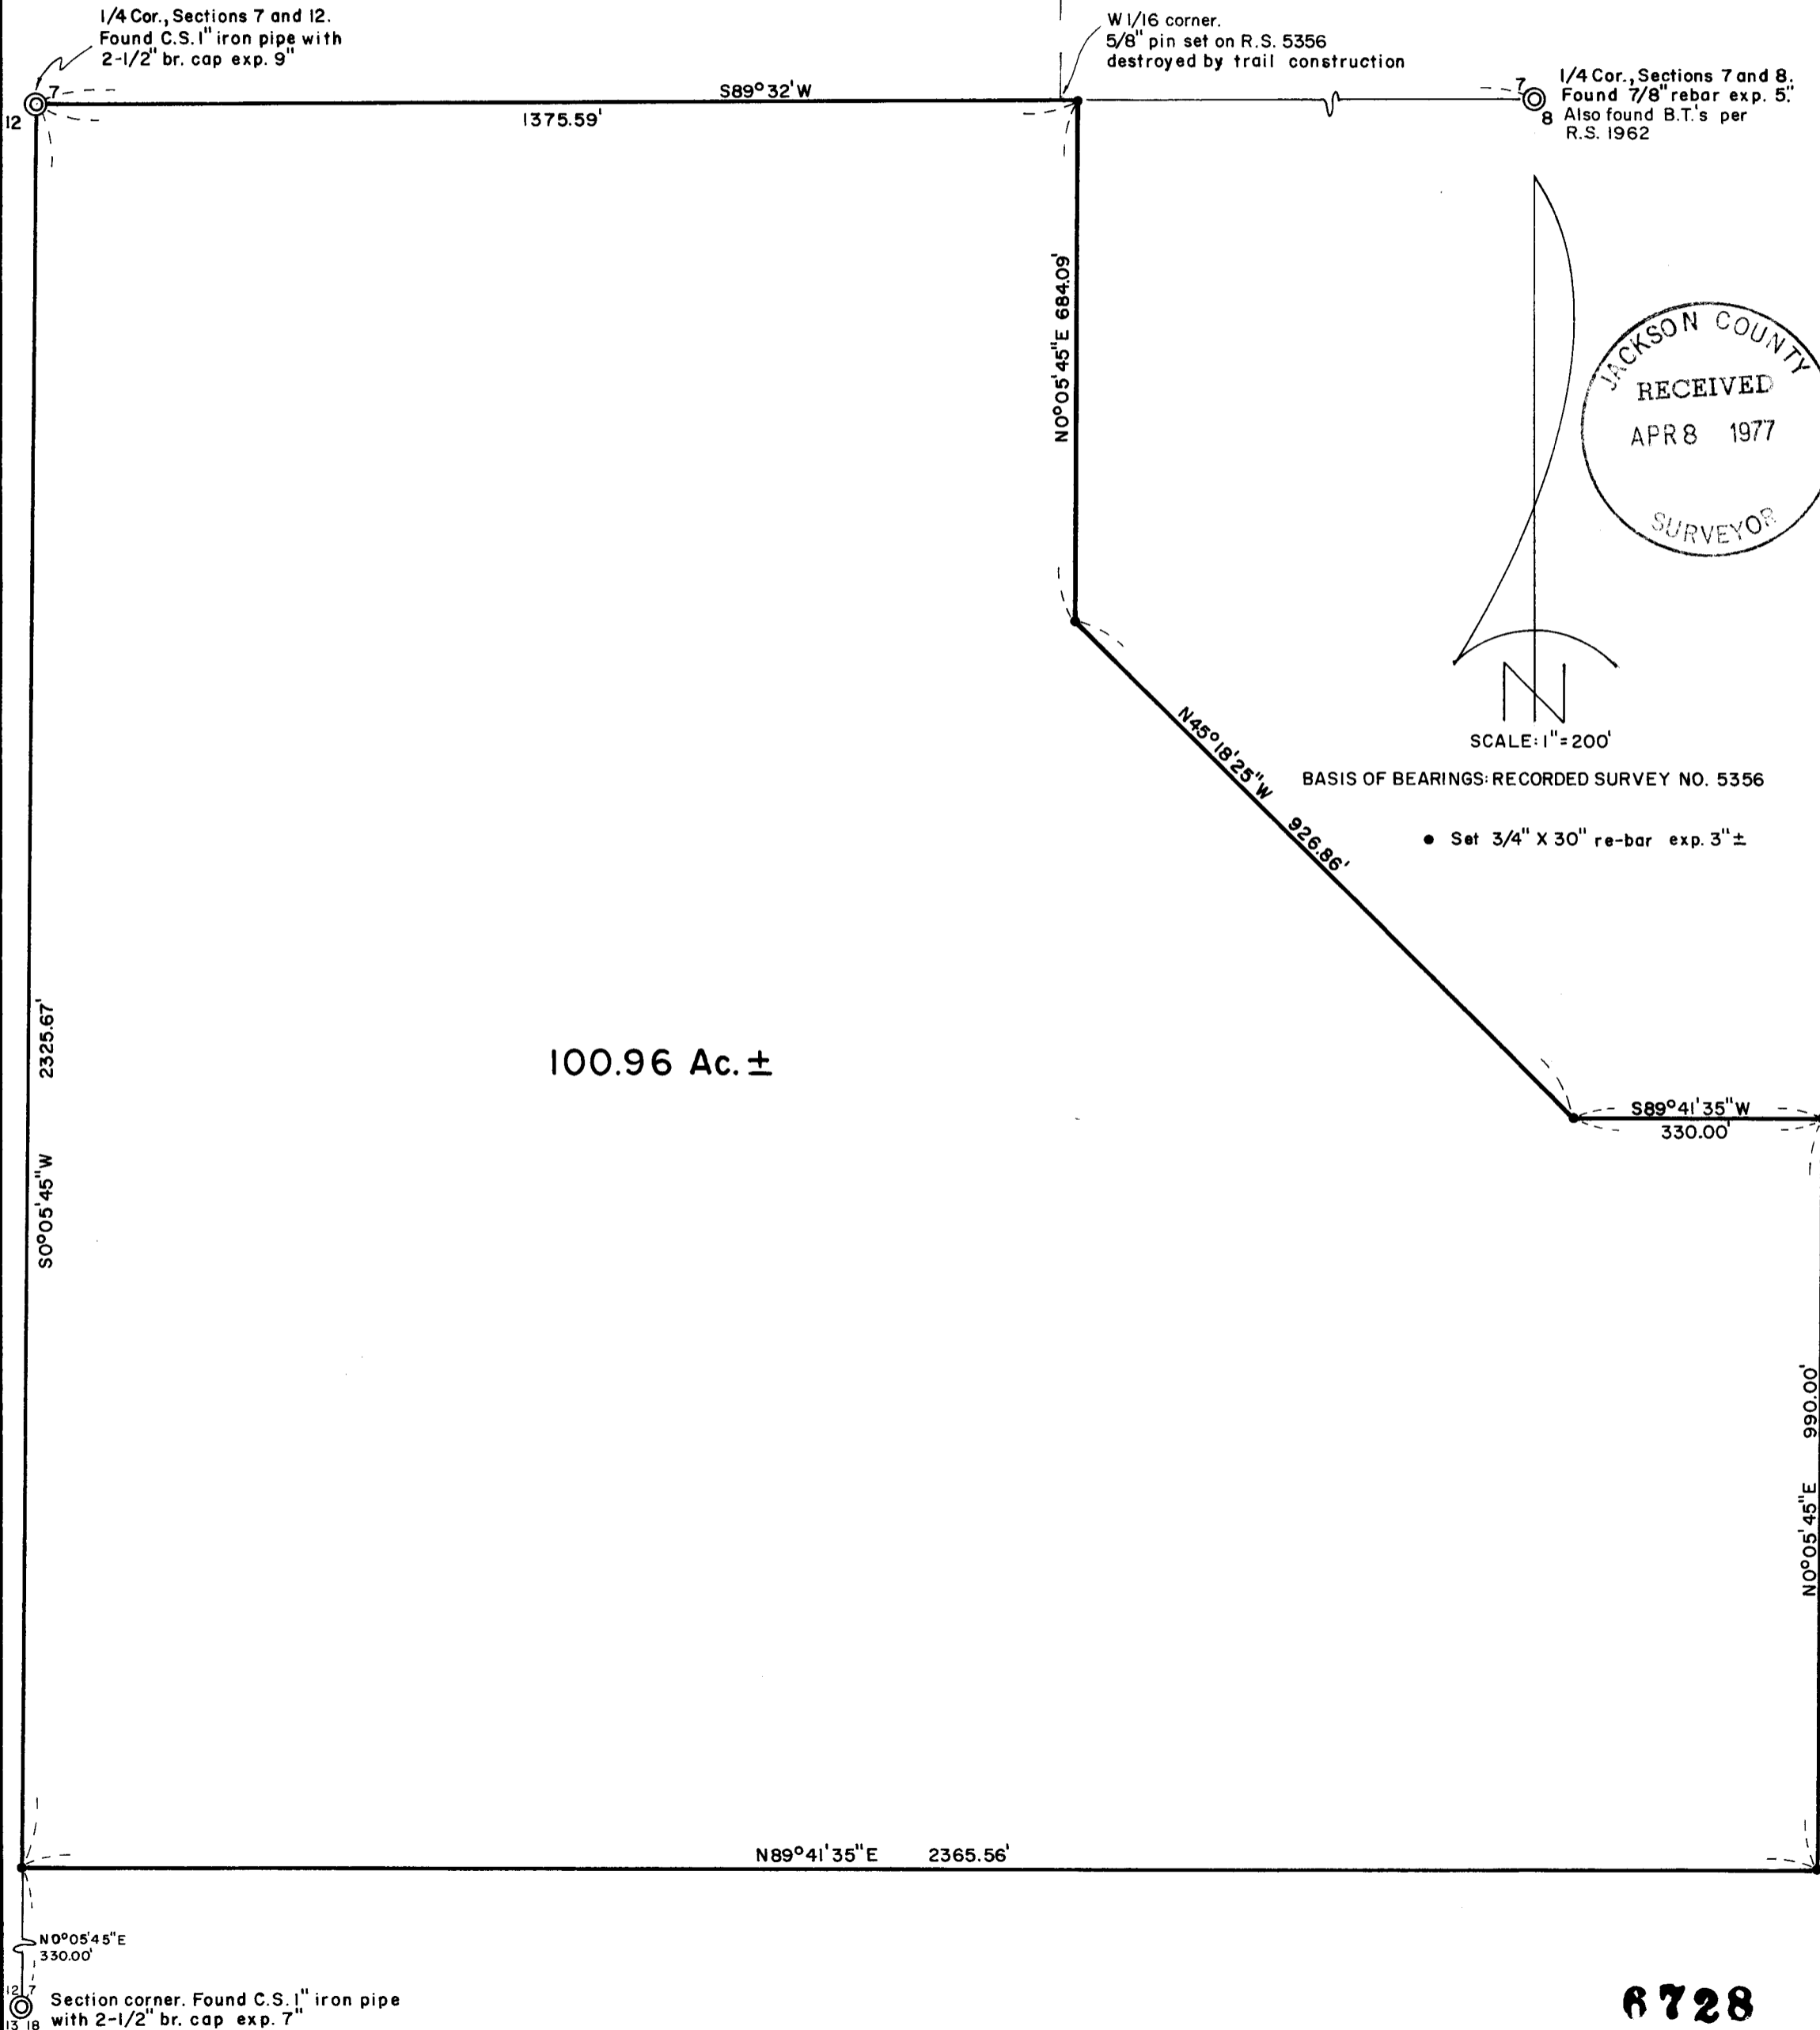 1/4 Cor., Sections 7 and 12.
Found C.S. 1" iron pipe with
2-1/2" br. cap exp. 9"
W 1/16 corner.
5/8" pin set on R.S. 5356
destroyed by trail construction
1/4 Cor., Sections 7 and 8.
Found 7/8" rebar exp. 5".
Also found B.T.'s per
R.S. 1962
7
12
S89°32'W
1375.59'
7
8
N0°05'45"E 684.09'
JACKSON COUNTY
RECEIVED
APR 8 1977
SURVEYOR
N
SCALE: 1"=200'
BASIS OF BEARINGS: RECORDED SURVEY NO. 5356
Set 3/4" X 30" re-bar exp. 3"±
N45°18'25"W 926.86'
S0°05'45"W 2325.67'
100.96 Ac. ±
S89°41'35"W
330.00'
N0°05'45"E 990.00'
N89°41'35"E 2365.56'
N0°05'45"E
330.00'
12 7
13 18
Section corner. Found C.S. 1" iron pipe
with 2-1/2" br. cap exp. 7"
6728